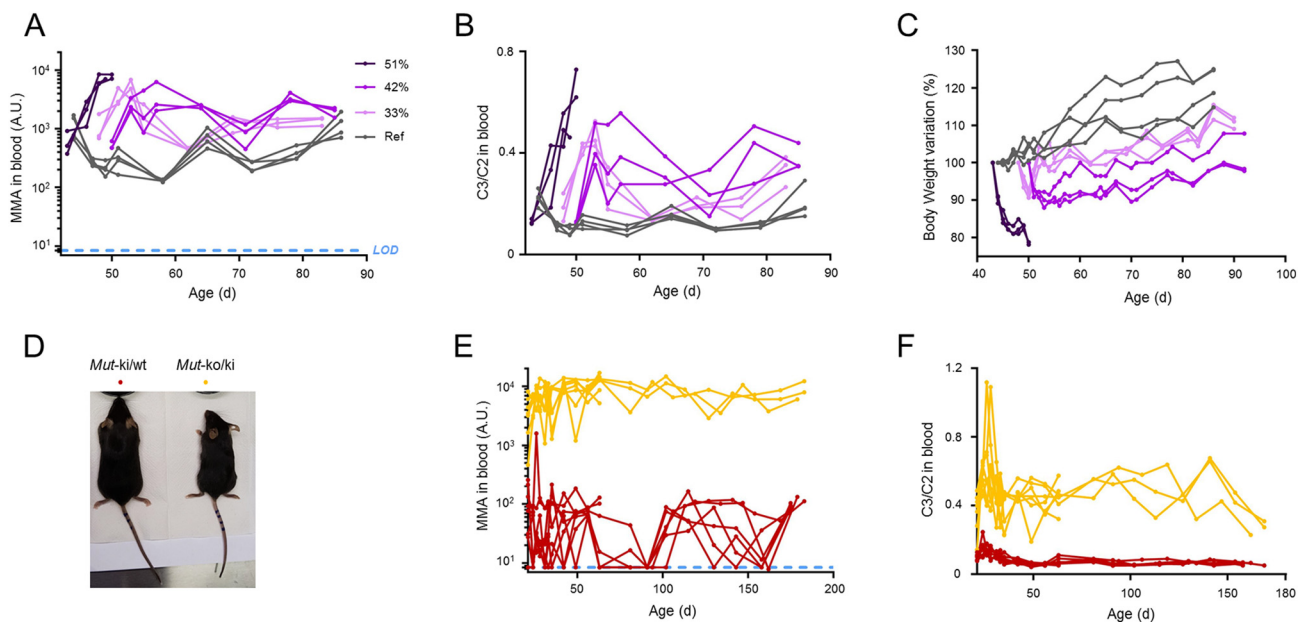 A
MMA in blood (A.U.)
10⁴
10³
10²
10¹
50
60
70
80
90
Age (d)
LOD
51%
42%
33%
Ref
B
C3/C2 in blood
0.8
0.4
0
50
60
70
80
90
Age (d)
C
Body Weight variation (%)
130
120
110
100
90
80
40
50
60
70
80
90
100
Age (d)
D
Mut-ki/wt
Mut-ko/ki
E
MMA in blood (A.U.)
10⁴
10³
10²
10¹
50
100
150
200
Age (d)
F
C3/C2 in blood
1.2
0.8
0.4
0
50
100
150
180
Age (d)